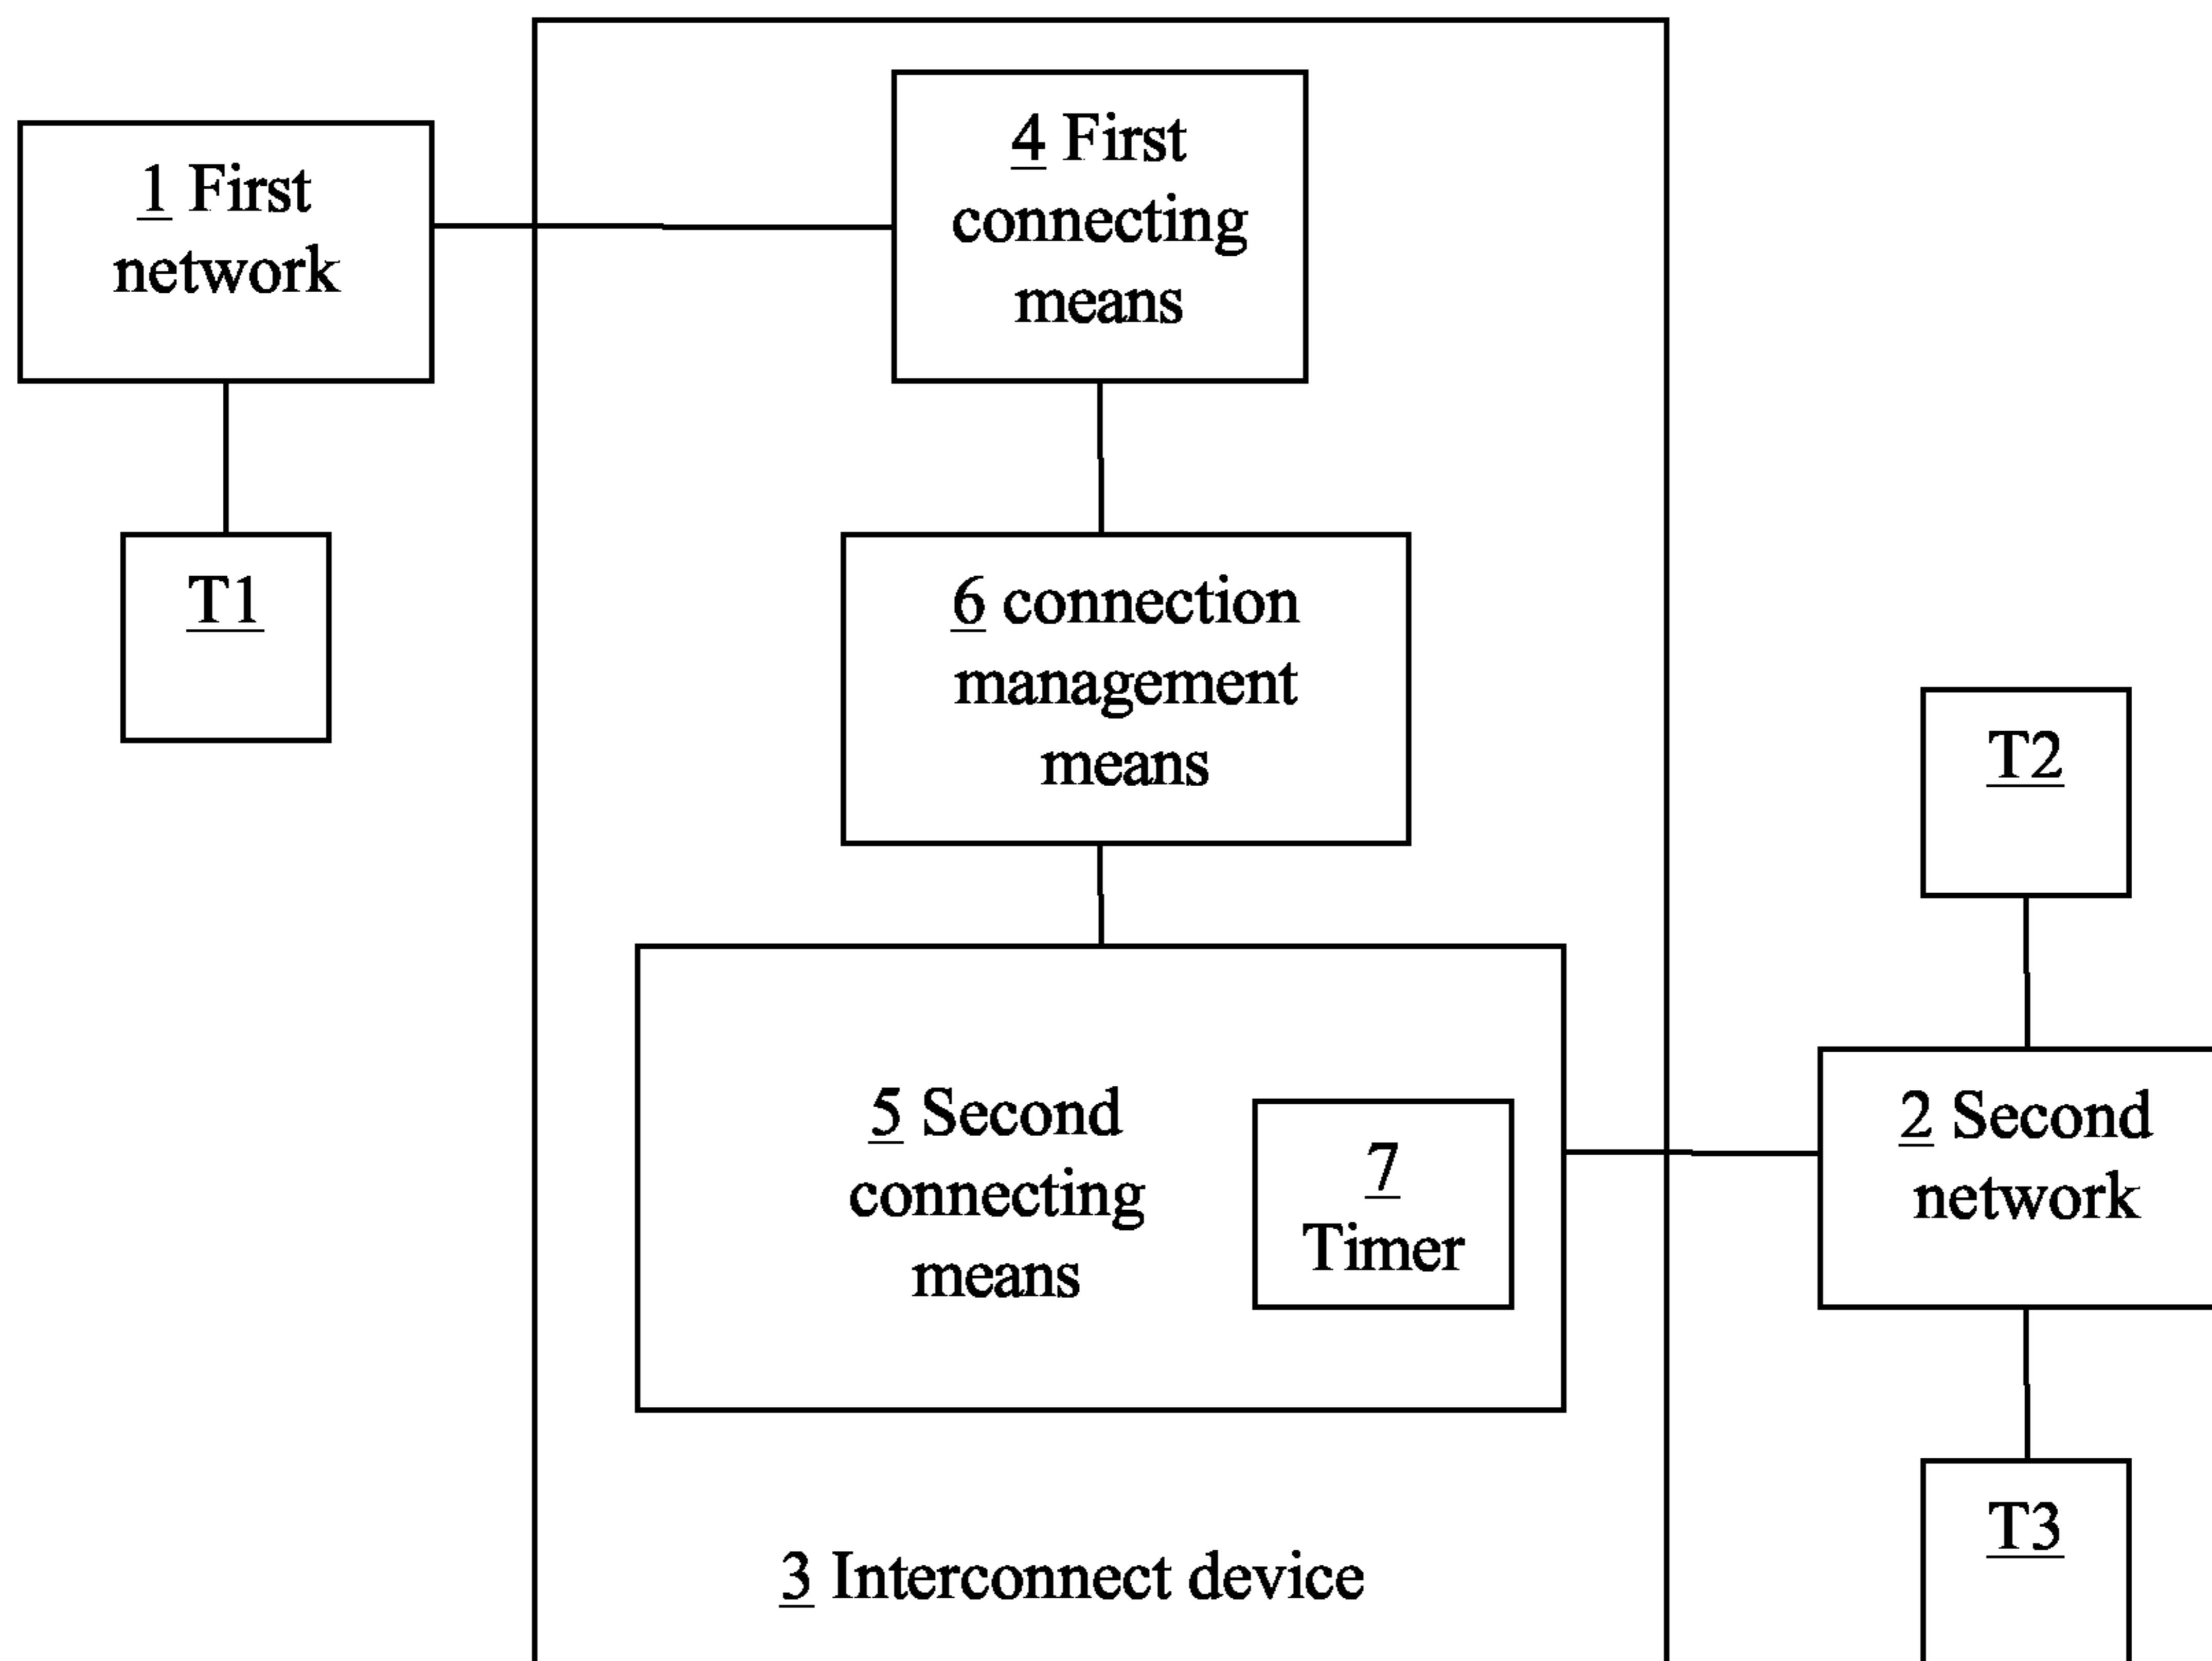 1 First
network
T1
4 First
connecting
means
6 connection
management
means
5 Second
connecting
means
7
Timer
3 Interconnect device
T2
2 Second
network
T3